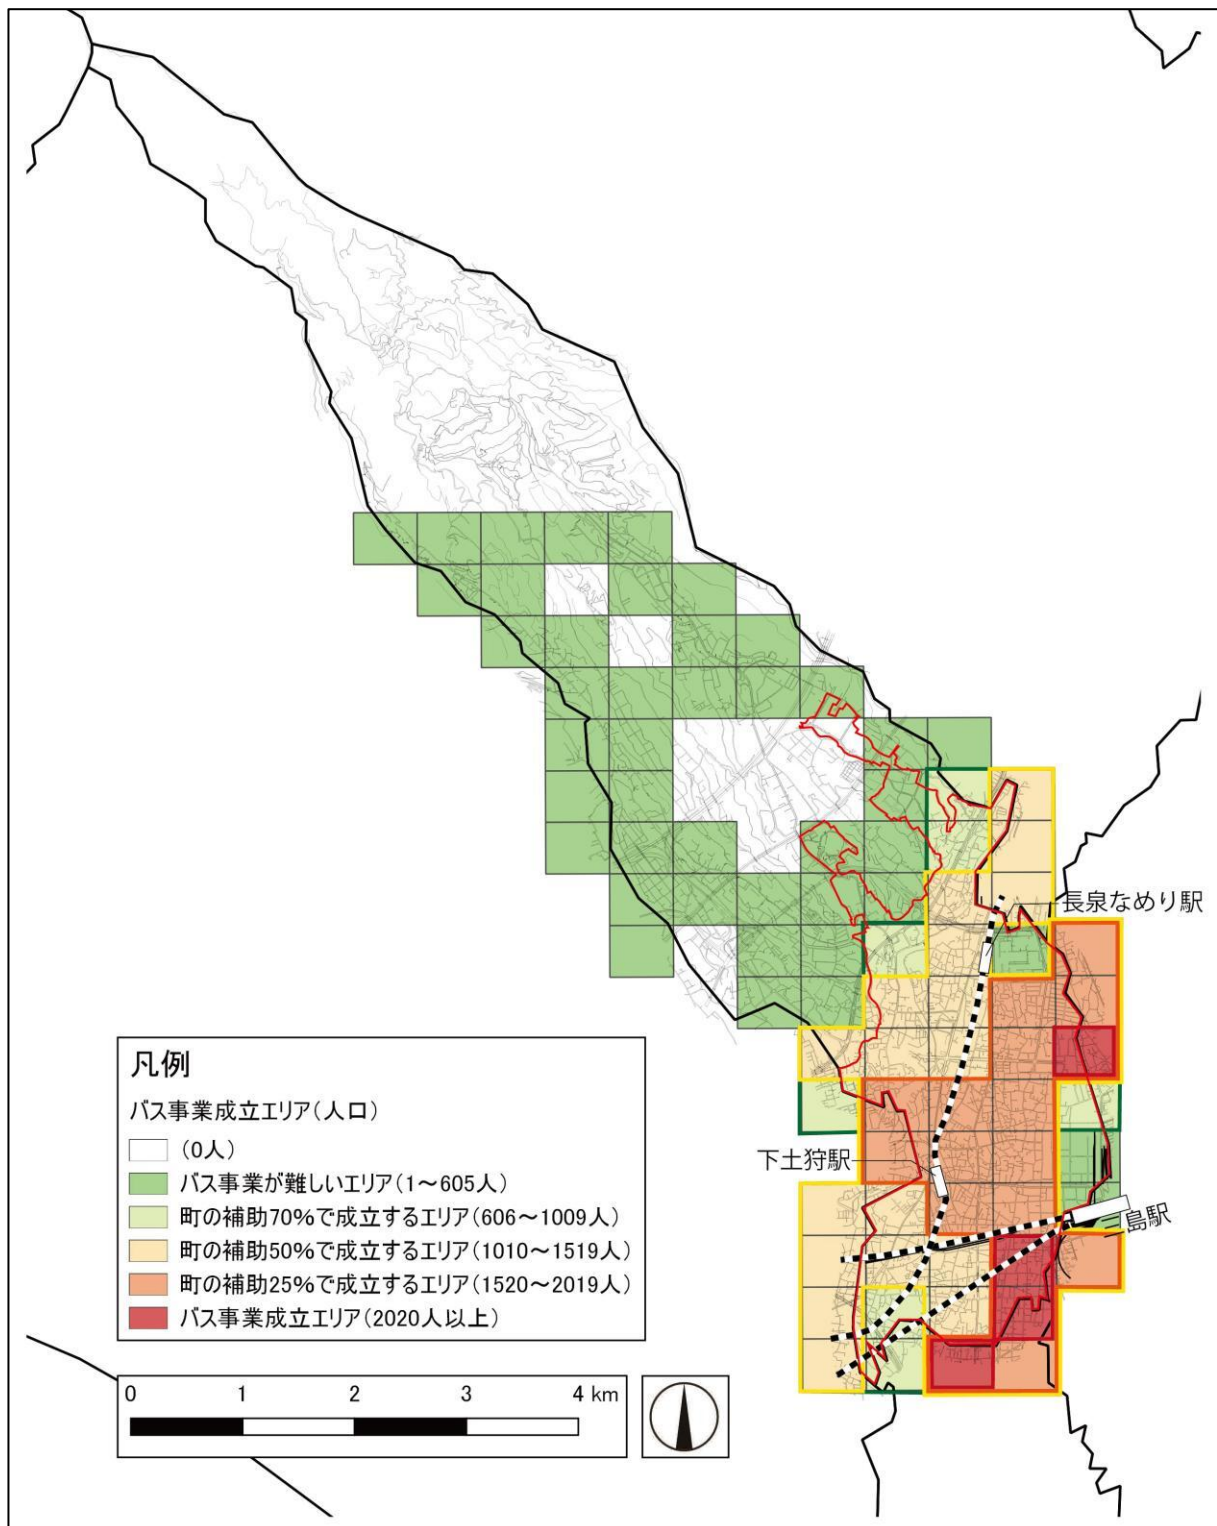 長泉なめり駅
下土狩駅
島駅
凡例
バス事業成立エリア(人口)
(0人)
バス事業が難しいエリア(1～605人)
町の補助70%で成立するエリア(606～1009人)
町の補助50%で成立するエリア(1010～1519人)
町の補助25%で成立するエリア(1520～2019人)
バス事業成立エリア(2020人以上)
0 1 2 3 4 km